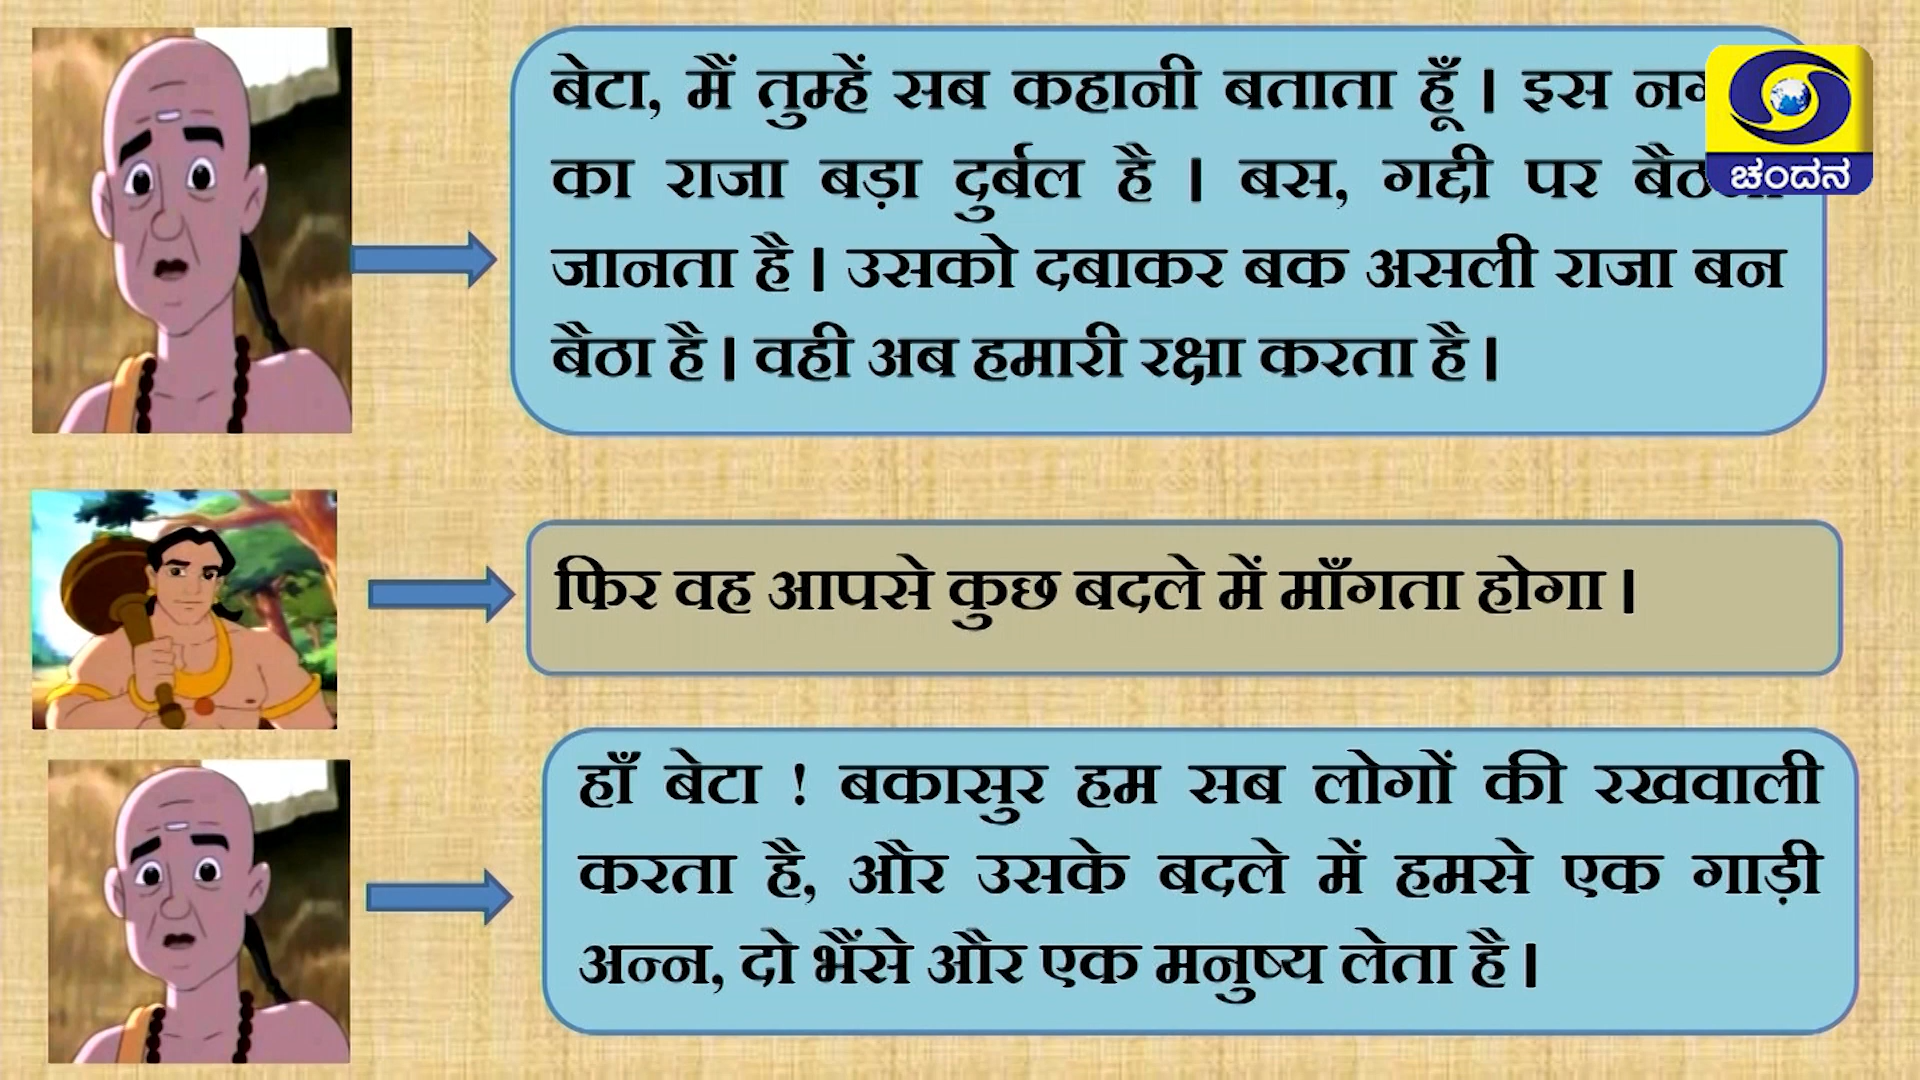 बेटा, मैं तुम्हें सब कहानी बताता हूँ । इस
ಚಂದನ
का राजा बड़ा दुर्बल है । बस, गद्दी पर
जानता है । उसको दबाकर बक असली राजा बन
बैठा है । वही अब हमारी रक्षा करता है ।
फिर वह आपसे कुछ बदले में माँगता होगा ।
हाँ बेटा ! बकासुर हम सब लोगों की रखवाली
करता है, और उसके बदले में हमसे एक गाड़ी
अन्न, दो भैंसे और एक मनुष्य लेता है ।